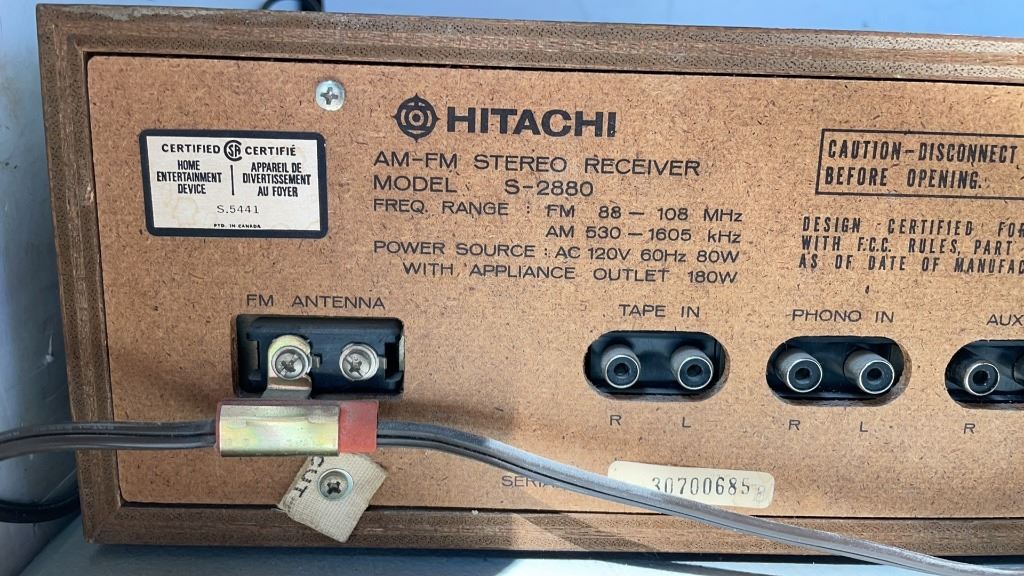 HITACHI
AM-FM STEREO RECEIVER
MODEL S-2880
FREQ. RANGE : FM 88 – 108 MHz
AM 530 – 1605 kHz
POWER SOURCE : AC 120V 60Hz 80W
WITH APPLIANCE OUTLET 180W
CERTIFIED SA CERTIFIÉ
HOME ENTERTAINMENT DEVICE
APPAREIL DE DIVERTISSEMENT AU FOYER
S.5441
PTD. IN CANADA
CAUTION–DISCONNECT
BEFORE OPENING.
DESIGN - CERTIFIED
WITH F.C.C. RULES, PART
AS OF DATE OF
FM ANTENNA
TAPE IN
PHONO IN
AUX
R L
R L
R
CUT
30700685